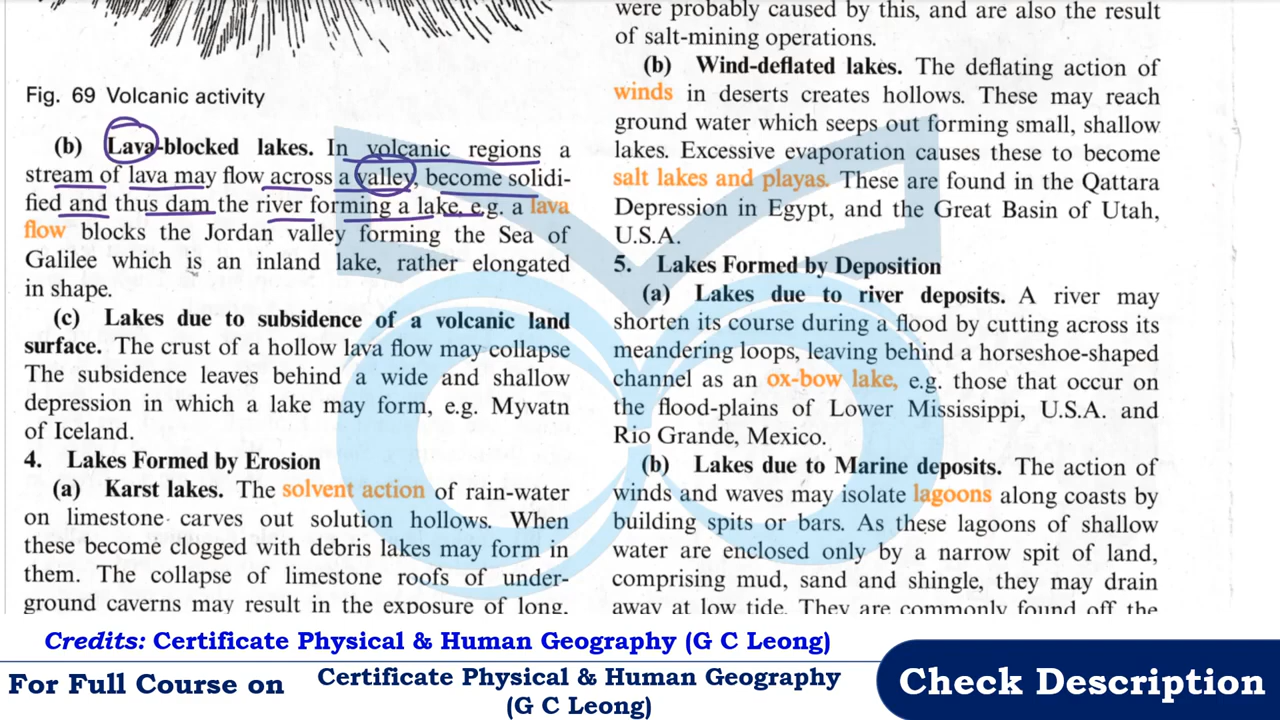 Fig. 69 Volcanic activity
(b) Lava-blocked lakes. In volcanic regions a
stream of lava may flow across a valley, become solidi-
fied and thus dam the river forming a lake, e.g. a lava
flow blocks the Jordan valley forming the Sea of
Galilee which is an inland lake, rather elongated
in shape.
(c) Lakes due to subsidence of a volcanic land
surface. The crust of a hollow lava flow may collapse
The subsidence leaves behind a wide and shallow
depression in which a lake may form, e.g. Myvatn
of Iceland.
4. Lakes Formed by Erosion
(a) Karst lakes. The solvent action of rain-water
on limestone carves out solution hollows. When
these become clogged with debris lakes may form in
them. The collapse of limestone roofs of under-
ground caverns may result in the exposure of long,
were probably caused by this, and are also the result
of salt-mining operations.
(b) Wind-deflated lakes. The deflating action of
winds in deserts creates hollows. These may reach
ground water which seeps out forming small, shallow
lakes. Excessive evaporation causes these to become
salt lakes and playas. These are found in the Qattara
Depression in Egypt, and the Great Basin of Utah,
U.S.A.
5. Lakes Formed by Deposition
(a) Lakes due to river deposits. A river may
shorten its course during a flood by cutting across its
meandering loops, leaving behind a horseshoe-shaped
channel as an ox-bow lake, e.g. those that occur on
the flood-plains of Lower Mississippi, U.S.A. and
Rio Grande, Mexico.
(b) Lakes due to Marine deposits. The action of
winds and waves may isolate lagoons along coasts by
building spits or bars. As these lagoons of shallow
water are enclosed only by a narrow spit of land,
comprising mud, sand and shingle, they may drain
away at low tide. They are commonly found off the
Credits: Certificate Physical & Human Geography (G C Leong)
For Full Course on
Certificate Physical & Human Geography
(G C Leong)
Check Description